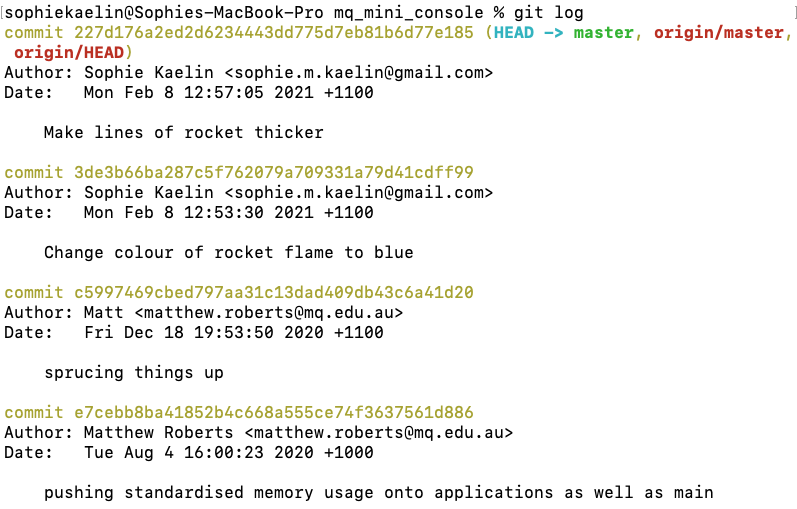 [sophiekaelin@Sophies-MacBook-Pro mq_mini_console % git log ]
commit 227d176a2ed2d6234443dd775d7eb81b6d77e185 (HEAD -> master, origin/master,
origin/HEAD)
Author: Sophie Kaelin <sophie.m.kaelin@gmail.com>
Date:   Mon Feb 8 12:57:05 2021 +1100
Make lines of rocket thicker
commit 3de3b66ba287c5f762079a709331a79d41cdff99
Author: Sophie Kaelin <sophie.m.kaelin@gmail.com>
Date:   Mon Feb 8 12:53:30 2021 +1100
Change colour of rocket flame to blue
commit c5997469cbed797aa31c13dad409db43c6a41d20
Author: Matt <matthew.roberts@mq.edu.au>
Date:   Fri Dec 18 19:53:50 2020 +1100
sprucing things up
commit e7cebb8ba41852b4c668a555ce74f3637561d886
Author: Matthew Roberts <matthew.roberts@mq.edu.au>
Date:   Tue Aug 4 16:00:23 2020 +1000
pushing standardised memory usage onto applications as well as main